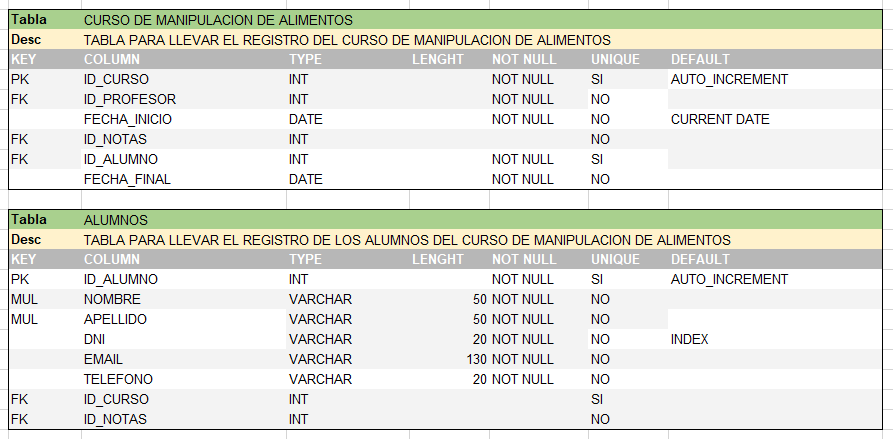 Tabla CURSO DE MANIPULACION DE ALIMENTOS
Desc TABLA PARA LLEVAR EL REGISTRO DEL CURSO DE MANIPULACION DE ALIMENTOS
KEY COLUMN TYPE LENGHT NOT NULL UNIQUE DEFAULT
PK ID_CURSO INT NOT NULL SI AUTO_INCREMENT
FK ID_PROFESOR INT NOT NULL NO
FECHA_INICIO DATE NOT NULL NO CURRENT DATE
FK ID_NOTAS INT NO
FK ID_ALUMNO INT NOT NULL SI
FECHA_FINAL DATE NOT NULL NO
Tabla ALUMNOS
Desc TABLA PARA LLEVAR EL REGISTRO DE LOS ALUMNOS DEL CURSO DE MANIPULACION DE ALIMENTOS
KEY COLUMN TYPE LENGHT NOT NULL UNIQUE DEFAULT
PK ID_ALUMNO INT NOT NULL SI AUTO_INCREMENT
MUL NOMBRE VARCHAR 50 NOT NULL NO
MUL APELLIDO VARCHAR 50 NOT NULL NO
DNI VARCHAR 20 NOT NULL NO INDEX
EMAIL VARCHAR 130 NOT NULL NO
TELEFONO VARCHAR 20 NOT NULL NO
FK ID_CURSO INT SI
FK ID_NOTAS INT NO